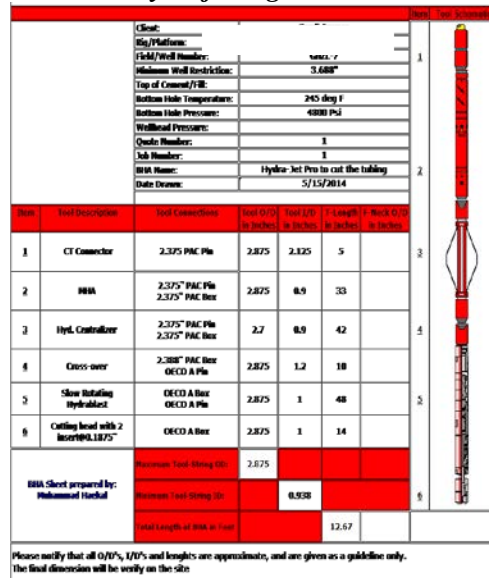 Item Tool Schematic
Client:
Rig/Platform:
Field/Well Number:
Minimum Well Restriction: 3.688"
Top of Cement/Fill:
Bottom Hole Temperature: 245 deg F
Bottom Hole Pressure: 4800 Psi
Wellhead Pressure:
Quote Number: 1
Job Number: 1
BHA Name: Hydra-Jet Pro to cut the tubing
Date Drawn: 5/15/2014
Item Tool Description Tool Connections Tool O/D in Inches Tool I/D in Inches T-Length in Inches F-Neck O/D in Inches
1 CT Connector 2.375 PAC Pin 2.875 2.125 5
2 MHA 2.375" PAC Pin 2.875 0.9 33
2.375" PAC Box
3 Hyd. Centralizer 2.375" PAC Pin 2.7 0.9 42
2.375" PAC Box
4 Cross-over 2.388" PAC Box 2.875 1.2 10
OECO A Pin
5 Slow Rotating Hydrablast OECO A Box 2.875 1 48
OECO A Pin
6 Cutting head with 2 insert@0.1875" OECO A Box 2.875 1 14
BHA Sheet prepared by:
Muhammad Haekal
Maximum Tool-String OD: 2.875
Minimum Tool-String ID: 0.938
Total Length of BHA in Feet 12.67
1
2
3
4
5
6
Please notify that all O/D's, I/D's and lenghts are approximate, and are given as a guideline only.
The final dimension will be verify on the site